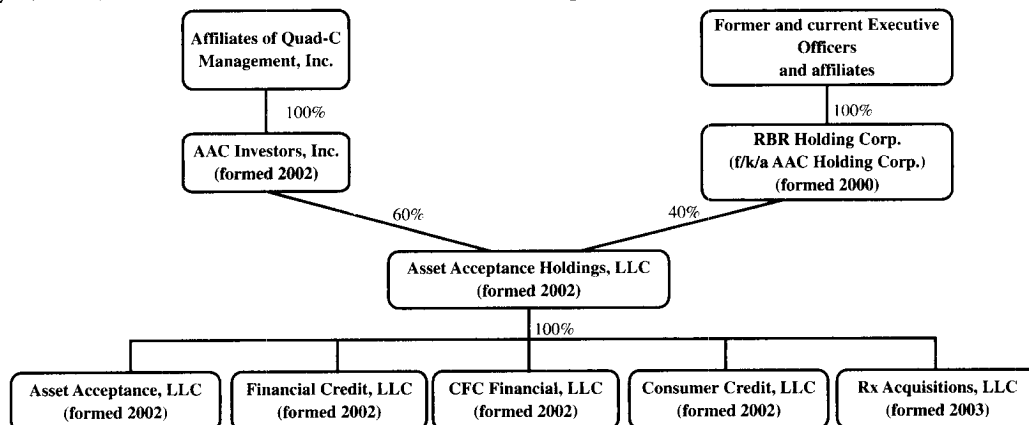 Affiliates of Quad-C
Management, Inc.
Former and current Executive
Officers
and affiliates
100%
100%
AAC Investors, Inc.
(formed 2002)
RBR Holding Corp.
(f/k/a AAC Holding Corp.)
(formed 2000)
60%
40%
Asset Acceptance Holdings, LLC
(formed 2002)
100%
Asset Acceptance, LLC
(formed 2002)
Financial Credit, LLC
(formed 2002)
CFC Financial, LLC
(formed 2002)
Consumer Credit, LLC
(formed 2002)
Rx Acquisitions, LLC
(formed 2003)